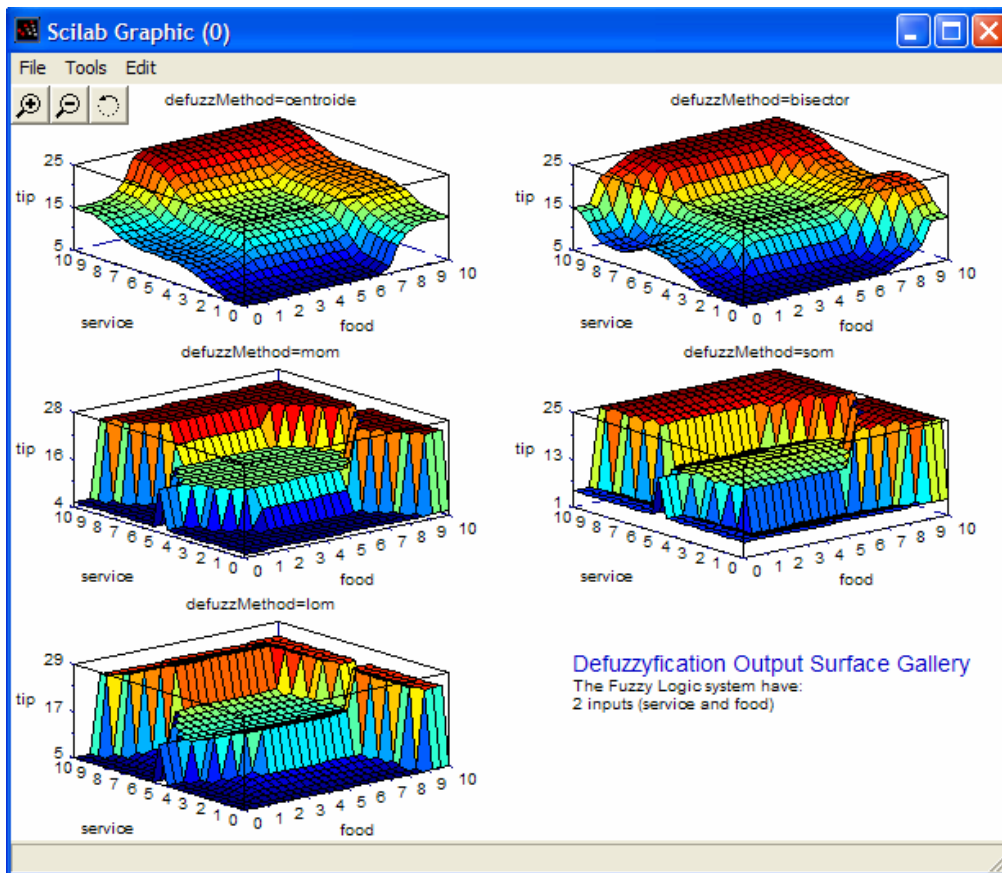 Scilab Graphic (0)
File Tools Edit
defuzzMethod=centroide
25
tip 15
5
10 9 8 7 6 5 4 3 2 1 0
service
0 1 2 3 4 5 6 7 8 9 10
food
defuzzMethod=bisector
25
tip 15
5
10 9 8 7 6 5 4 3 2 1 0
service
0 1 2 3 4 5 6 7 8 9 10
food
defuzzMethod=mom
28
tip 16
4
10 9 8 7 6 5 4 3 2 1 0
service
0 1 2 3 4 5 6 7 8 9 10
food
defuzzMethod=som
25
tip 13
1
10 9 8 7 6 5 4 3 2 1 0
service
0 1 2 3 4 5 6 7 8 9 10
food
defuzzMethod=lom
29
tip 17
5
10 9 8 7 6 5 4 3 2 1 0
service
0 1 2 3 4 5 6 7 8 9 10
food
Defuzzyfication Output Surface Gallery
The Fuzzy Logic system have:
2 inputs (service and food)